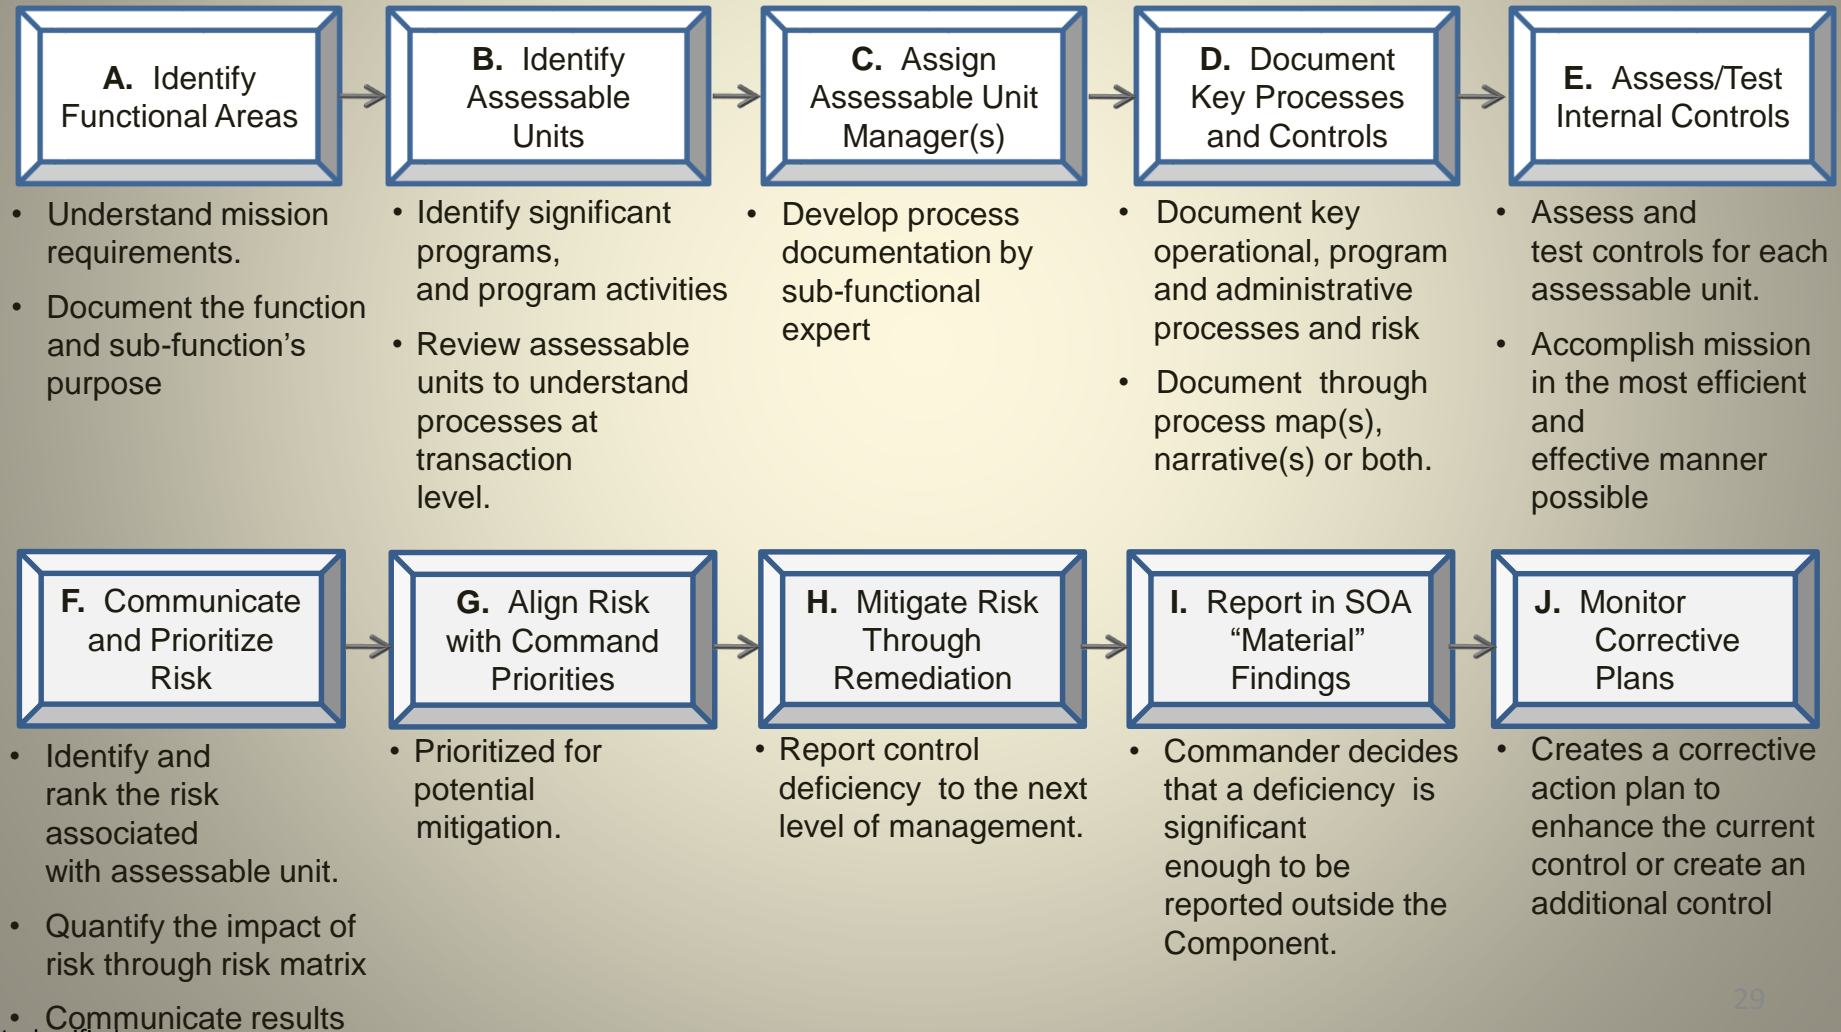 A. Identify
Functional Areas
B. Identify
Assessable
Units
C. Assign
Assessable Unit
Manager(s)
D. Document
Key Processes
and Controls
E. Assess/Test
Internal Controls
• Understand mission
requirements.
• Document the function
and sub-function’s
purpose
• Identify significant
programs,
and program activities
• Review assessable
units to understand
processes at
transaction
level.
• Develop process
documentation by
sub-functional
expert
• Document key
operational, program
and administrative
processes and risk
• Document through
process map(s),
narrative(s) or both.
• Assess and
test controls for each
assessable unit.
• Accomplish mission
in the most efficient
and
effective manner
possible
F. Communicate
and Prioritize
Risk
G. Align Risk
with Command
Priorities
H. Mitigate Risk
Through
Remediation
I. Report in SOA
“Material”
Findings
J. Monitor
Corrective
Plans
• Identify and
rank the risk
associated
with assessable unit.
• Quantify the impact of
risk through risk matrix
• Communicate results
• Prioritized for
potential
mitigation.
• Report control
deficiency to the next
level of management.
• Commander decides
that a deficiency is
significant
enough to be
reported outside the
Component.
• Creates a corrective
action plan to
enhance the current
control or create an
additional control
29